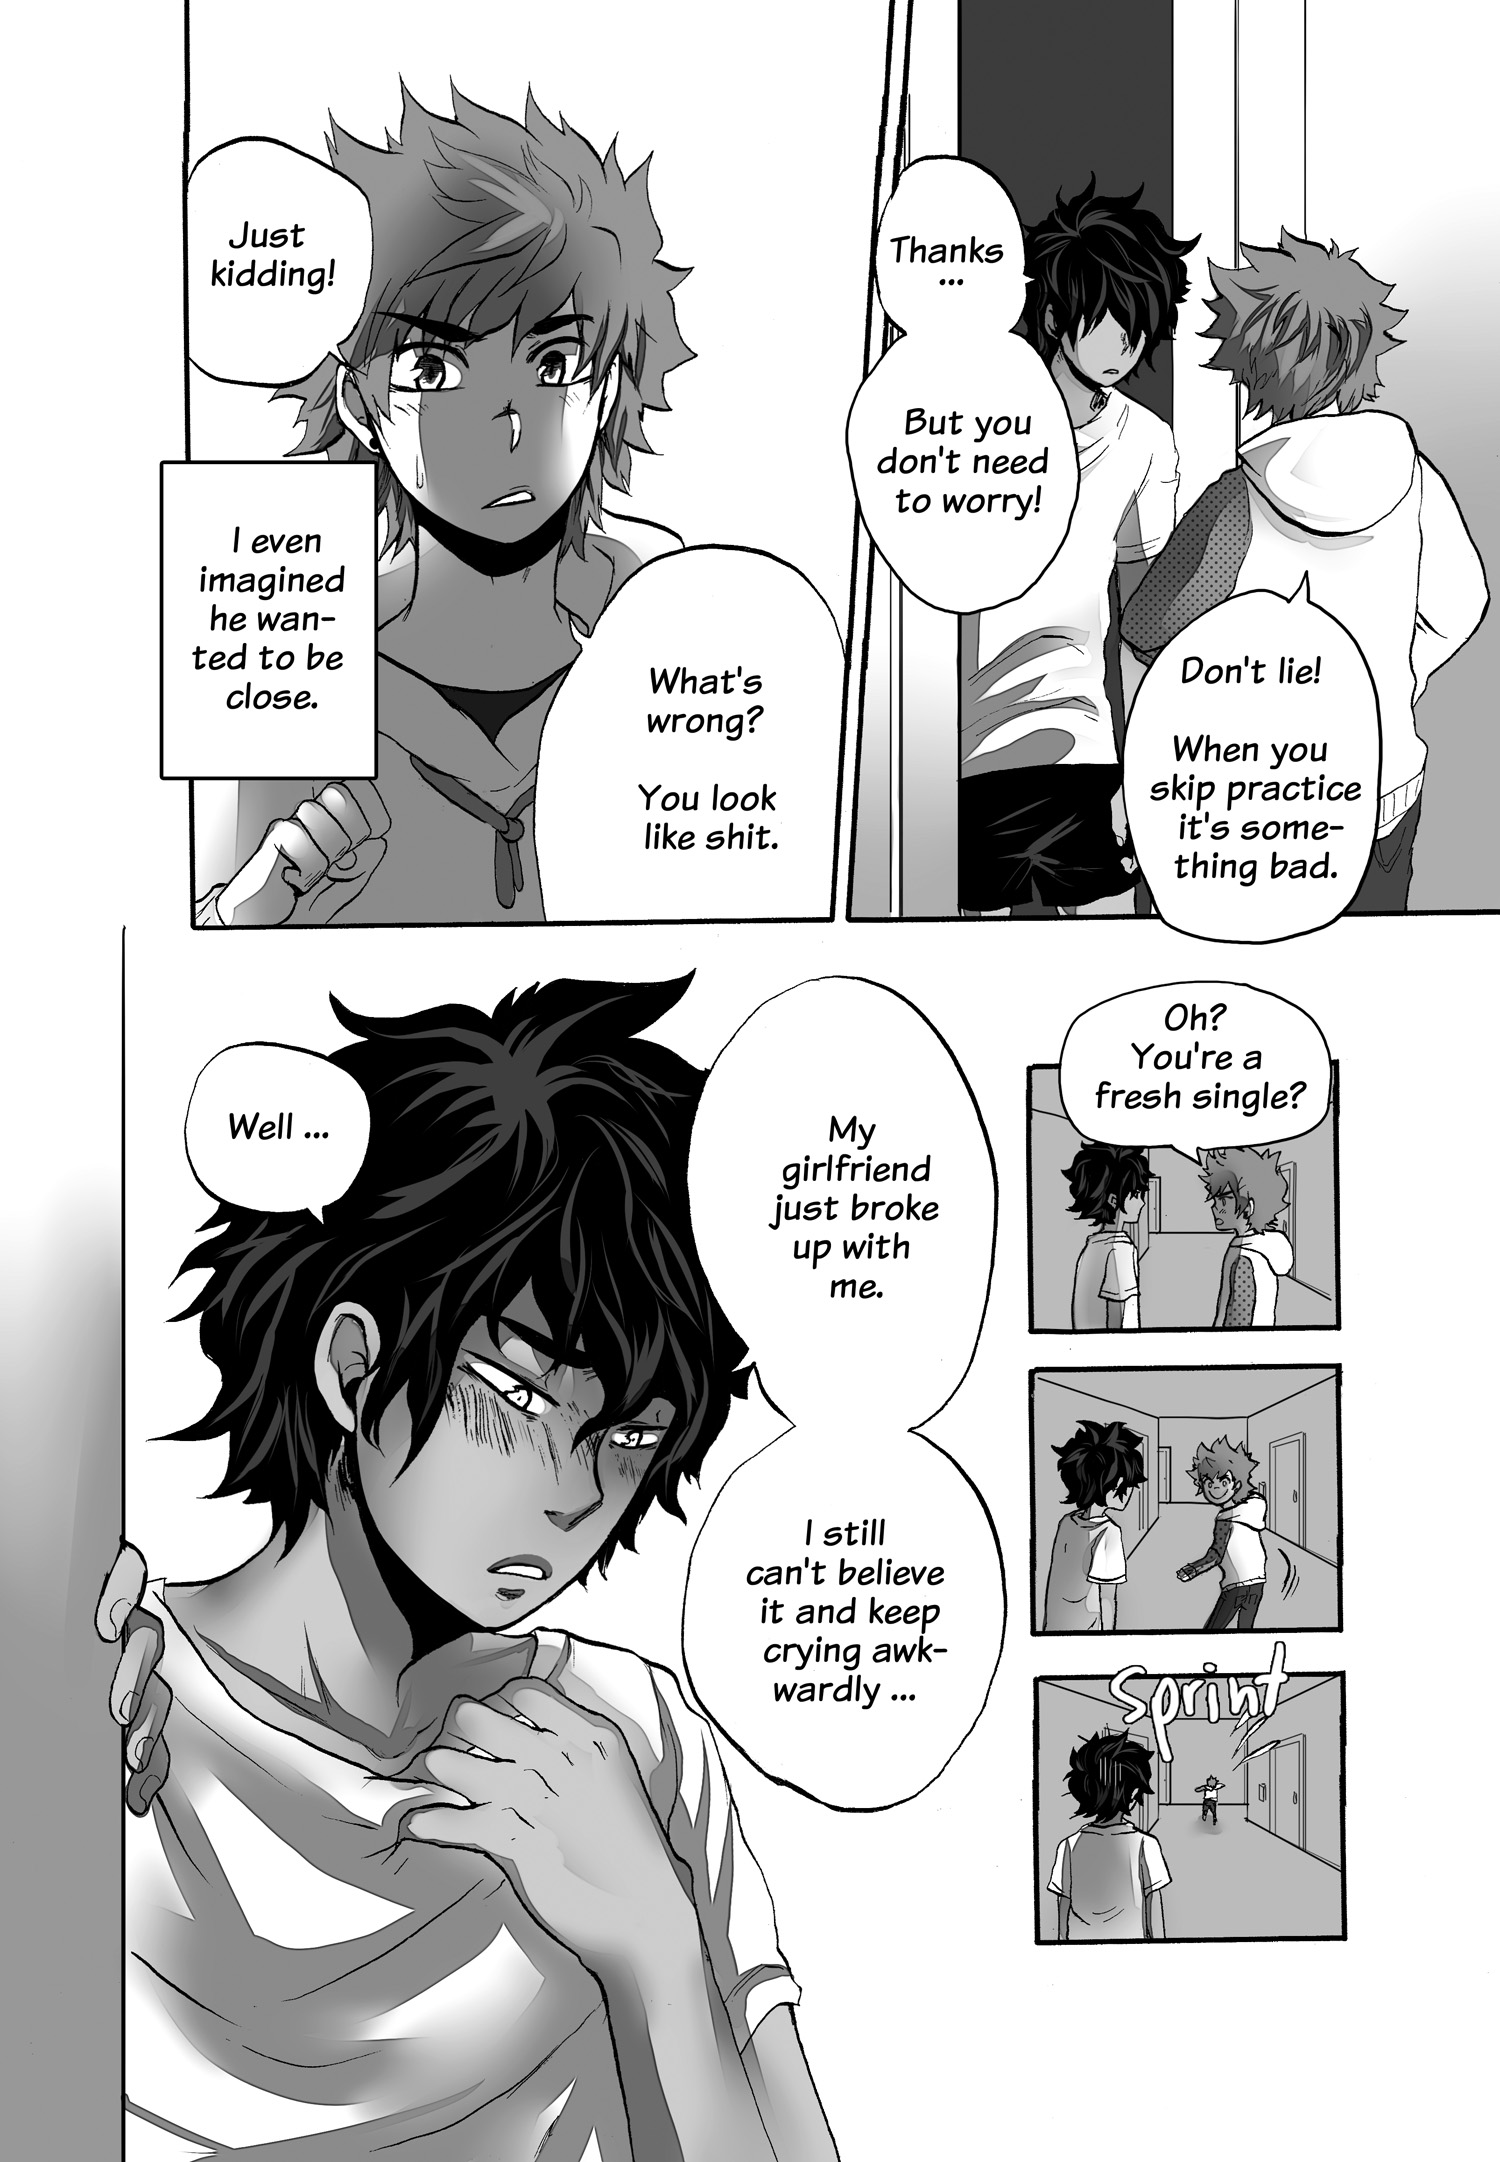 Just
kidding!
I even
imagined
he wan-
ted to be
close.
What's
wrong?
You look
like shit.
Thanks
...
But you
don't need
to worry!
Don't lie!
When you
skip practice
it's some-
thing bad.
Well ...
My
girlfriend
just broke
up with
me.
I still
can't believe
it and keep
crying awk-
wardly ...
Oh?
You're a
fresh single?
Sprint